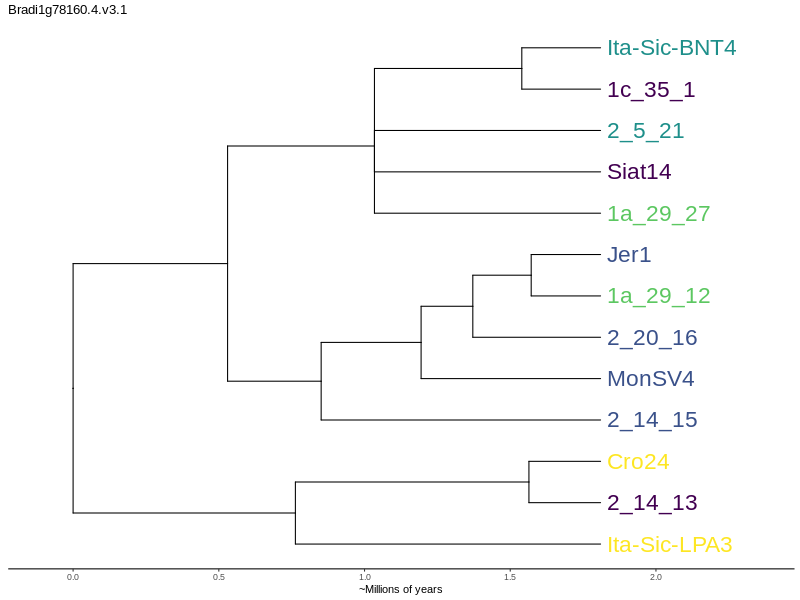 Bradi1g78160.4.v3.1
Ita-Sic-BNT4
1c_35_1
2_5_21
Siat14
1a_29_27
Jer1
1a_29_12
2_20_16
MonSV4
2_14_15
Cro24
2_14_13
Ita-Sic-LPA3
0.0 0.5 1.0 1.5 2.0
~Millions of years